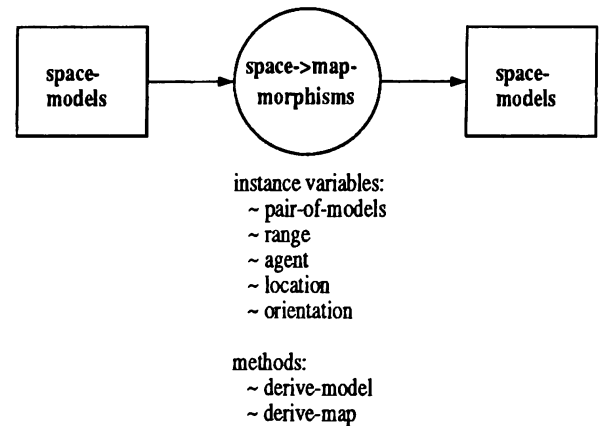 space-
models
space->map-
morphisms
space-
models
instance variables:
~ pair-of-models
~ range
~ agent
~ location
~ orientation
methods:
~ derive-model
~ derive-map